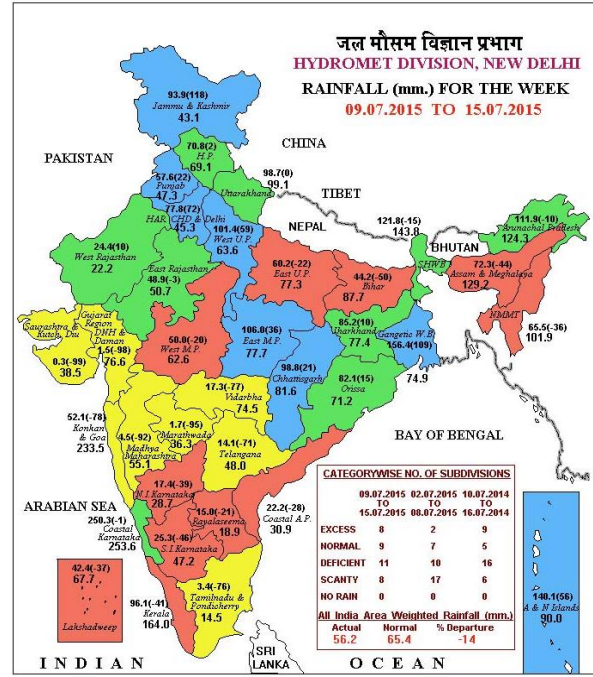 जल मौसम विज्ञान प्रभाग
HYDROMET DIVISION, NEW DELHI
RAINFALL (mm.) FOR THE WEEK
09.07.2015 TO 15.07.2015
93.9(118)
Jammu & Kashmir
43.1
CHINA
PAKISTAN
70.8(2)
H.P.
69.1
57.6(22)
Punjab
47.3
98.7(0)
99.1
Uttarakhand
TIBET
77.8(72)
HAR CHD & Delhi
45.3
101.4(59)
West U.P.
63.6
NEPAL
121.8(-15)
143.8
BHUTAN
111.9(-10)
Arunachal Pradesh
124.3
24.4(10)
West Rajasthan
22.2
East Rajasthan
48.9(-3)
50.7
60.2(-22)
East U.P.
77.3
44.2(-50)
Bihar
87.7
SHWB
72.3(-44)
Assam & Meghalaya
129.2
NMMT
65.5(-36)
101.9
Saurashtra &
Kutch, Diu
0.3(-99)
38.5
Gujarat
Region
DNH &
Daman
1.5(-98)
76.6
50.0(-20)
West M.P.
62.6
106.0(36)
East M.P.
77.7
85.2(10)
Jharkhand
77.4
Gangetic W.B.
156.4(109)
74.9
98.8(21)
Chhattisgarh
81.6
82.1(15)
Orissa
71.2
17.3(-77)
Vidarbha
74.5
52.1(-78)
Konkan
& Goa
233.5
4.5(-92)
Madhya
Maharashtra
55.1
1.7(-95)
Marathwada
36.3
14.1(-71)
Telangana
48.0
BAY OF BENGAL
ARABIAN SEA
17.4(-39)
N.I.Karnataka
28.7
15.0(-21)
Rayalaseema
18.9
22.2(-28)
Coastal A.P.
30.9
250.3(-1)
Coastal
Karnataka
253.6
25.3(-46)
S.I.Karnataka
47.2
42.4(-37)
67.7
Lakshadweep
96.1(-41)
Kerala
164.0
3.4(-76)
Tamilnadu &
Pondicherry
14.5
140.1(56)
A & N Islands
90.0
CATEGORYWISE NO. OF SUBDIVISIONS
09.07.2015 02.07.2015 10.07.2014
TO TO TO
15.07.2015 08.07.2015 16.07.2014
EXCESS 8 2 9
NORMAL 9 7 5
DEFICIENT 11 10 16
SCANTY 8 17 6
NO RAIN 0 0 0
All India Area Weighted Rainfall (mm.)
Actual Normal % Departure
56.2 65.4 -14
SRI
LANKA
INDIAN OCEAN